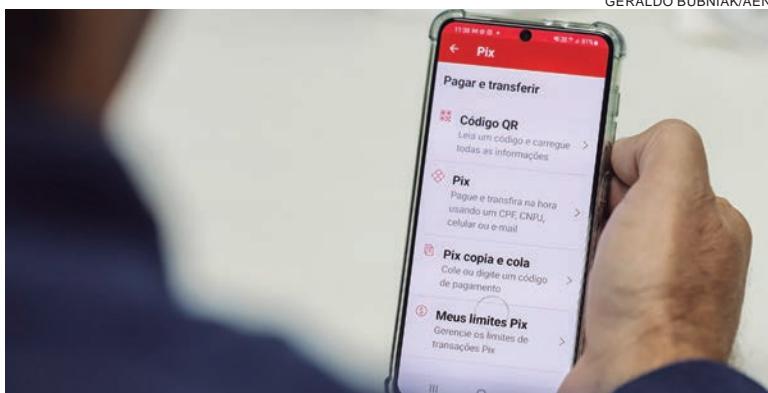 GERALDO BUBNIAK/AEN
Pix
Pagar e transferir
Código QR
Leia um código e carregue
todas as informações
Pix
Pague e transfira na hora
usando um CPF, CNPJ,
celular ou e-mail
Pix copia e cola
Cole ou digite um código
de pagamento
Meus limites Pix
Gerencie os limites de
transações Pix